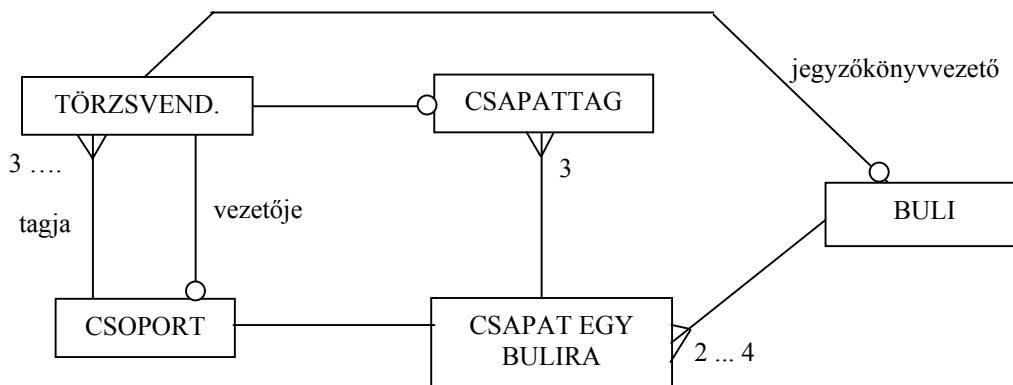 jegyzőkönyvvezető
TÖRZSVEND.
CSAPATTAG
3 ....
3
tagja
vezetője
BULI
CSOPORT
CSAPAT EGY
BULIRA
2 ... 4